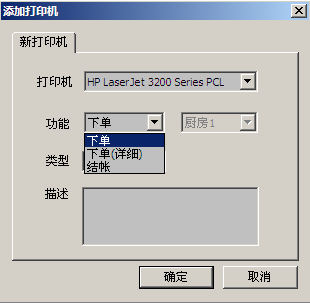 添加打印机
新打印机
打印机 HP LaserJet 3200 Series PCL
功能 下单 厨房1
下单
下单(详细)
类型 结帐
描述
确定 取消